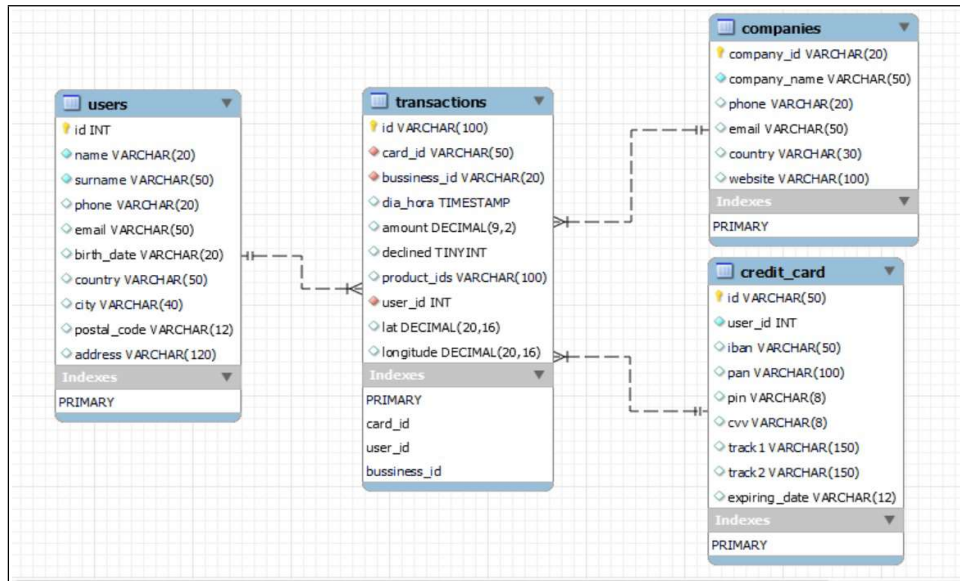 users
id INT
name VARCHAR(20)
surname VARCHAR(50)
phone VARCHAR(20)
email VARCHAR(50)
birth_date VARCHAR(20)
country VARCHAR(50)
city VARCHAR(40)
postal_code VARCHAR(12)
address VARCHAR(120)
Indexes
PRIMARY
transactions
id VARCHAR(100)
card_id VARCHAR(50)
bussiness_id VARCHAR(20)
dia_hora TIMESTAMP
amount DECIMAL(9,2)
declined TINYINT
product_ids VARCHAR(100)
user_id INT
lat DECIMAL(20,16)
longitude DECIMAL(20,16)
Indexes
PRIMARY
card_id
user_id
bussiness_id
companies
company_id VARCHAR(20)
company_name VARCHAR(50)
phone VARCHAR(20)
email VARCHAR(50)
country VARCHAR(30)
website VARCHAR(100)
Indexes
PRIMARY
credit_card
id VARCHAR(50)
user_id INT
iban VARCHAR(50)
pan VARCHAR(100)
pin VARCHAR(8)
cvv VARCHAR(8)
track1 VARCHAR(150)
track2 VARCHAR(150)
expiring_date VARCHAR(12)
Indexes
PRIMARY